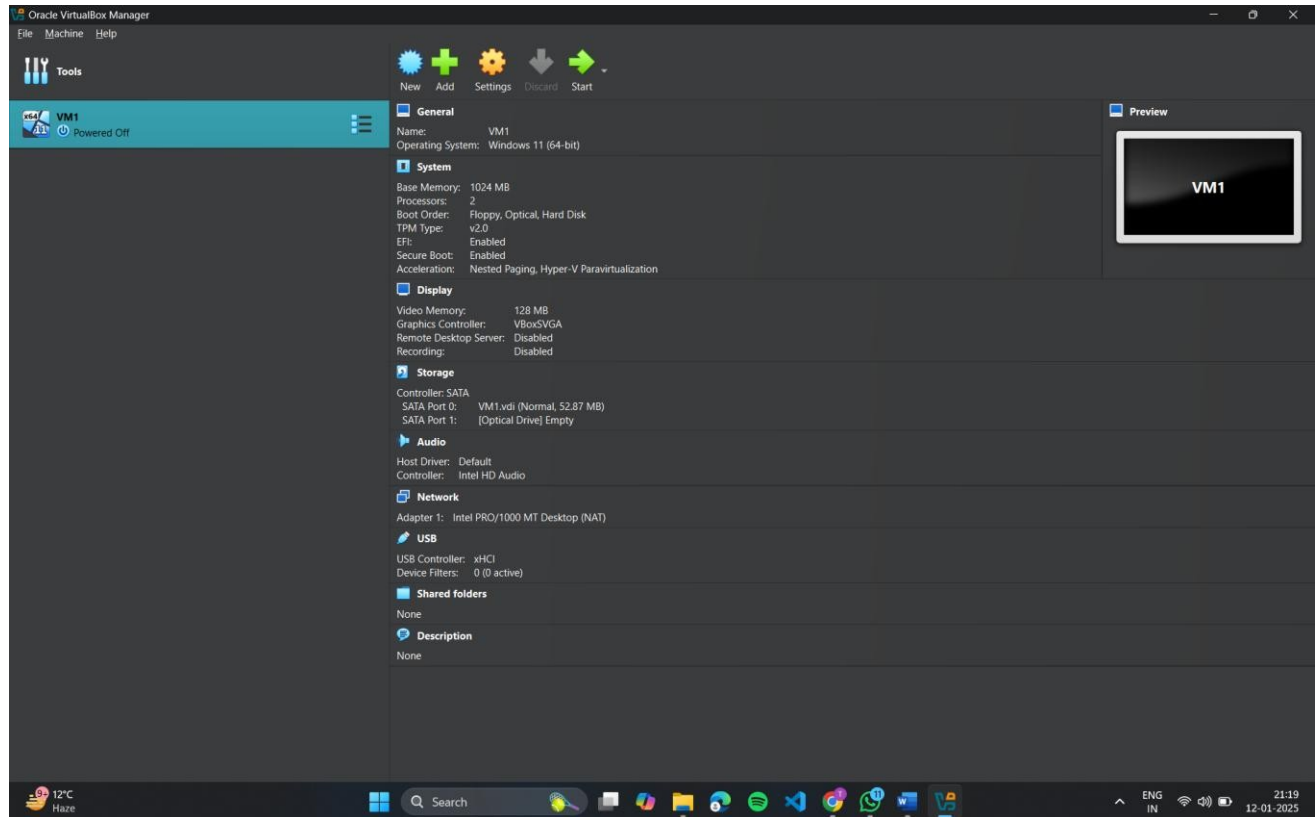 Oracle VirtualBox Manager
File Machine Help
Tools
New Add Settings Discard Start
VM1
Powered Off
General
Name: VM1
Operating System: Windows 11 (64-bit)
System
Base Memory: 1024 MB
Processors: 2
Boot Order: Floppy, Optical, Hard Disk
TPM Type: v2.0
EFI: Enabled
Secure Boot: Enabled
Acceleration: Nested Paging, Hyper-V Paravirtualization
Display
Video Memory: 128 MB
Graphics Controller: VBoxSVGA
Remote Desktop Server: Disabled
Recording: Disabled
Storage
Controller: SATA
SATA Port 0: VM1.vdi (Normal, 52.87 MB)
SATA Port 1: [Optical Drive] Empty
Audio
Host Driver: Default
Controller: Intel HD Audio
Network
Adapter 1: Intel PRO/1000 MT Desktop (NAT)
USB
USB Controller: xHCI
Device Filters: 0 (0 active)
Shared folders
None
Description
None
Preview
VM1
9+
12°C
Haze
Search
11
ENG
IN
21:19
12-01-2025